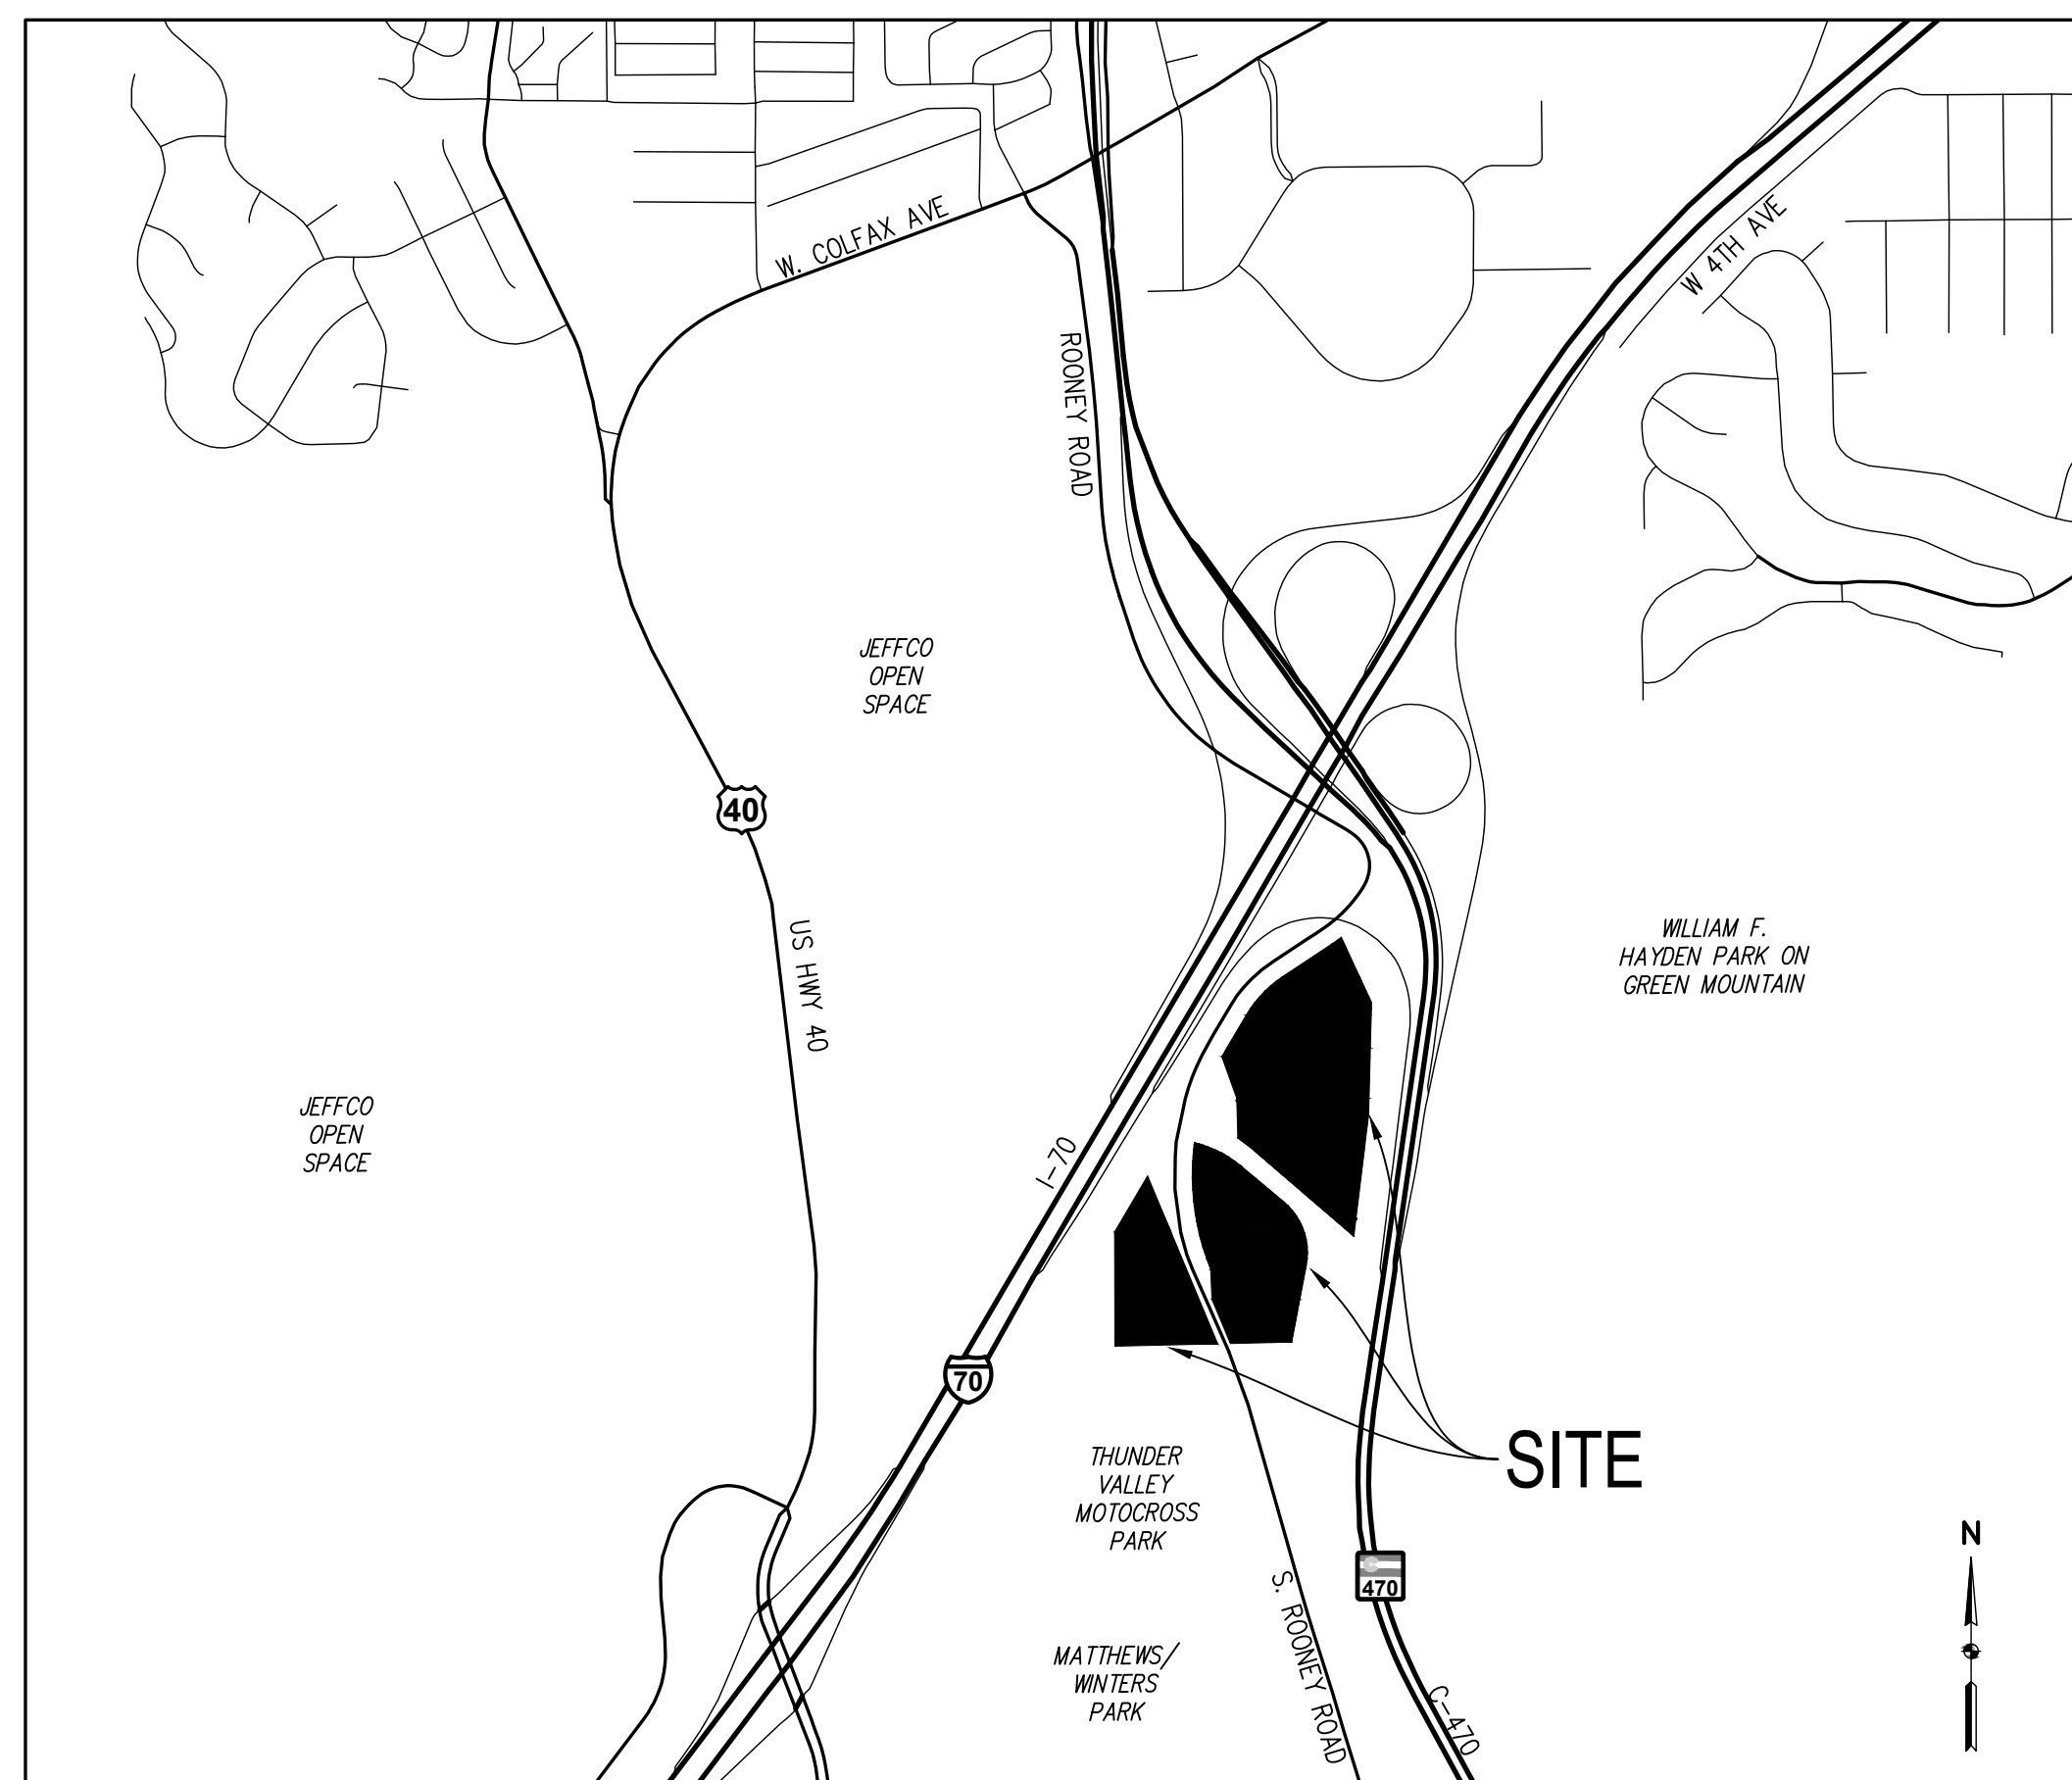 W. COLFAX AVE
W 4TH AVE
ROONEY ROAD
JEFFCO
OPEN
SPACE
40
US HWY 40
WILLIAM F.
HAYDEN PARK ON
GREEN MOUNTAIN
JEFFCO
OPEN
SPACE
I-70
70
SITE
THUNDER
VALLEY
MOTOCROSS
PARK
N
470
S. ROONEY ROAD
MATTHEWS/
WINTERS
PARK
C-470